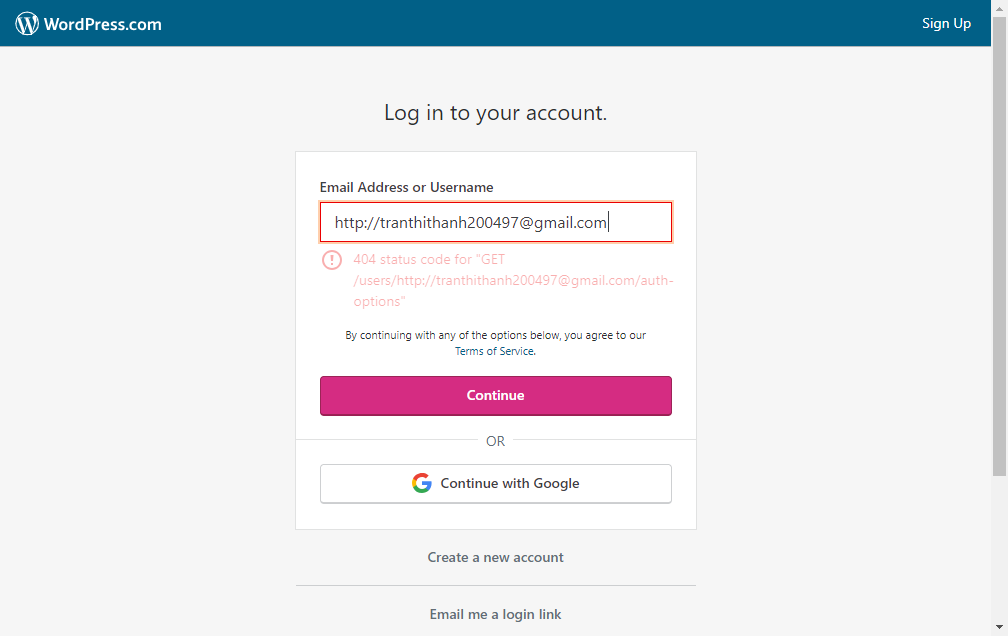 WordPress.com
Sign Up
Log in to your account.
Email Address or Username
http://tranthithanh200497@gmail.com
404 status code for "GET
/users/http://tranthithanh200497@gmail.com/auth-
options"
By continuing with any of the options below, you agree to our
Terms of Service.
Continue
OR
Continue with Google
Create a new account
Email me a login link